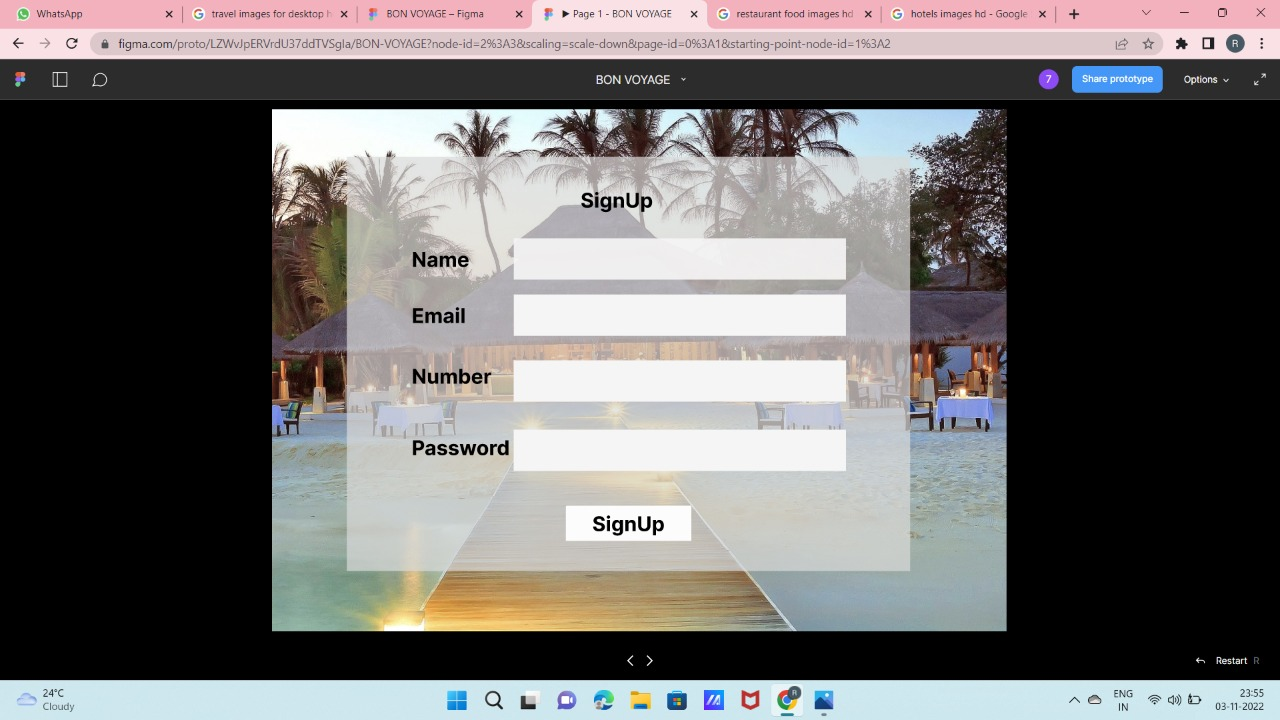 WhatsApp
travel images for desktop h
BON VOYAGE – Figma
▶ Page 1 - BON VOYAGE
restaurant food images hd
hotels images hd - Google
figma.com/proto/LZWvJpERVrdU37ddTVSgIa/BON-VOYAGE?node-id=3%3A3&scaling=scale-down&page-id=0%3A1&starting-point-node-id=1%3A2
R
BON VOYAGE
7
Share prototype
Options
SignUp
Name
Email
Number
Password
SignUp
Restart R
24°C
Cloudy
R
ENG
IN
23:55
03-11-2022